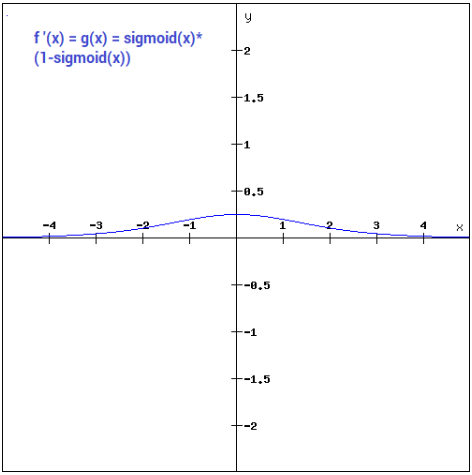 y
f '(x) = g(x) = sigmoid(x)*
(1-sigmoid(x))
2
1.5
1
0.5
-4 -3 -2 -1 1 2 3 4 x
-0.5
-1
-1.5
-2